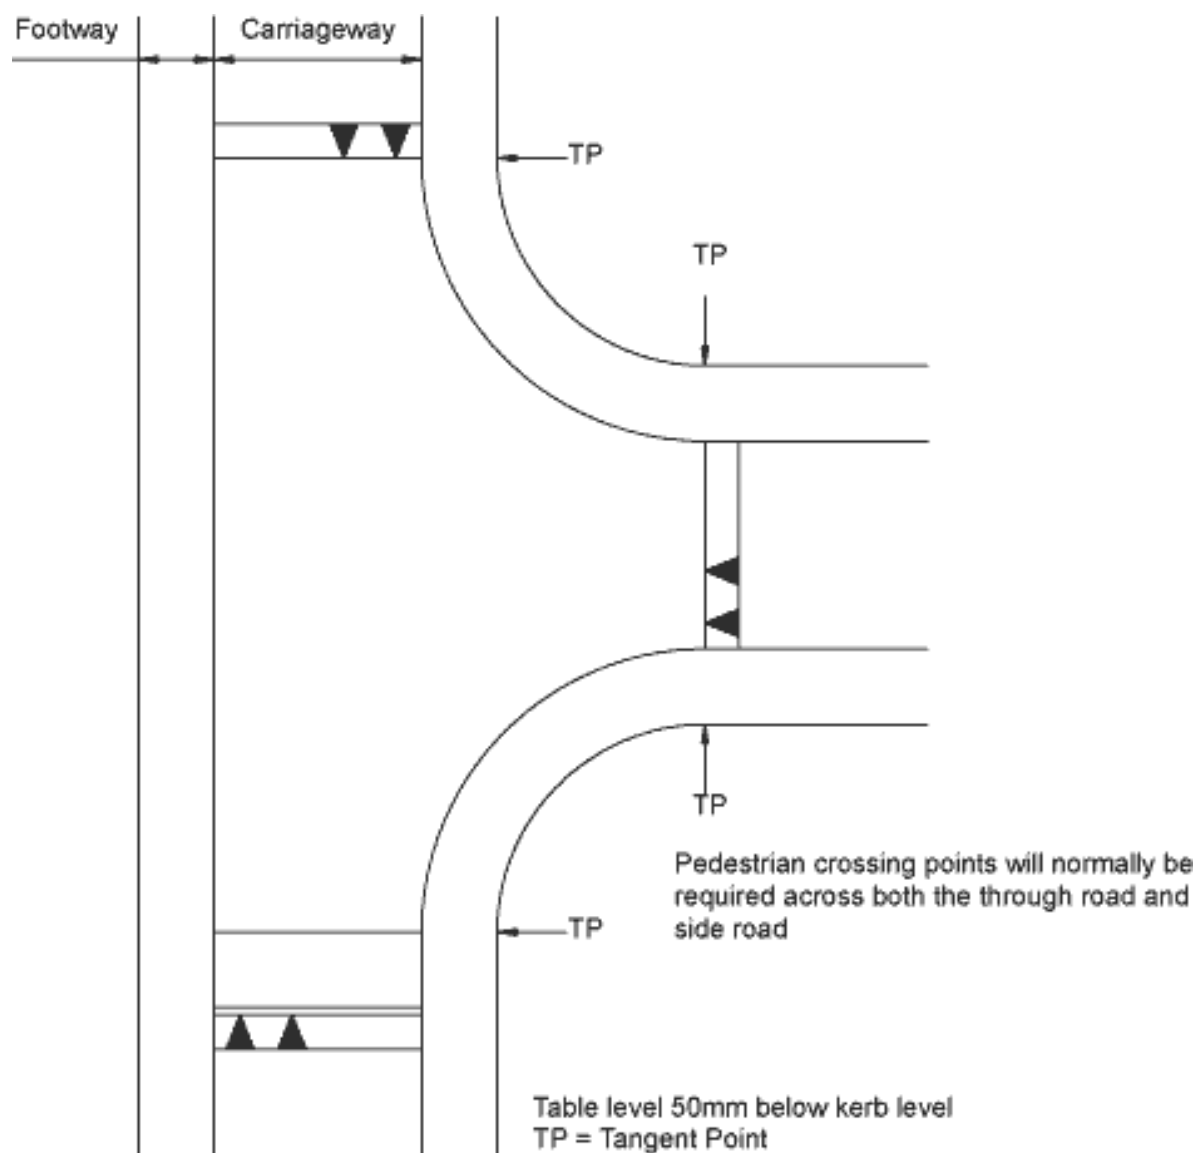 Footway
Carriageway
TP
TP
TP
Pedestrian crossing points will normally be
required across both the through road and
side road
TP
Table level 50mm below kerb level
TP = Tangent Point